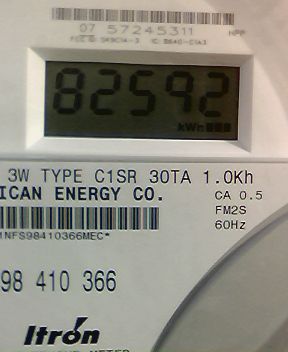 07 57245311
82592
kWh
3W TYPE C1SR 30TA 1.0Kh
ICAN ENERGY CO.
CA 0.5
FM2S
60Hz
98 410 366
Itron